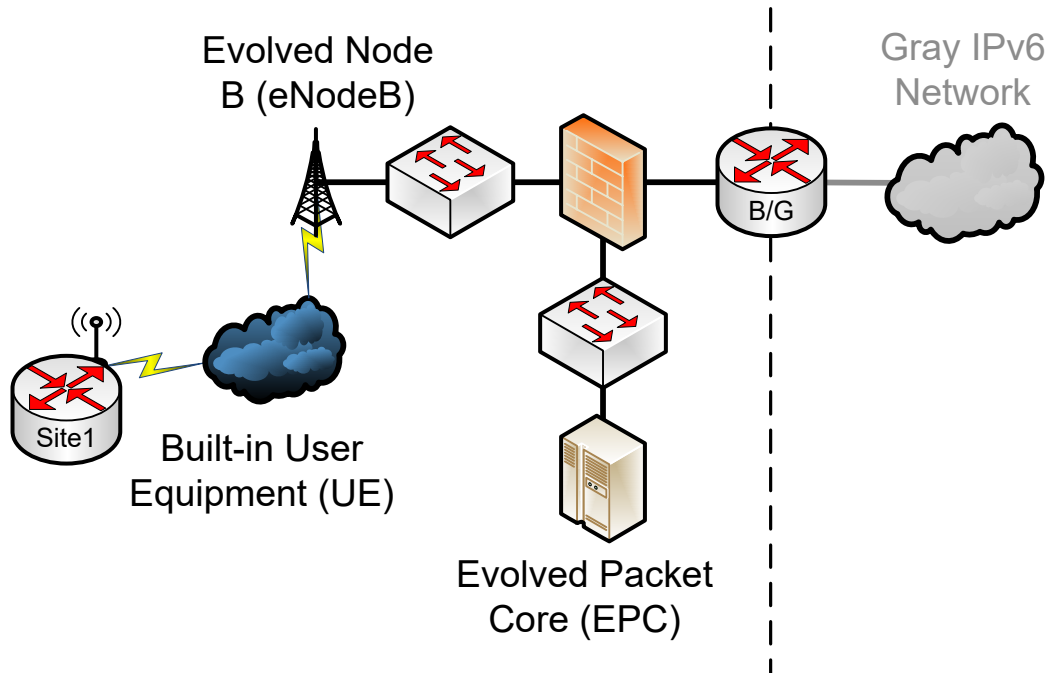 Evolved Node
B (eNodeB)
Gray IPv6
Network
B/G
Site1
Built-in User
Equipment (UE)
Evolved Packet
Core (EPC)